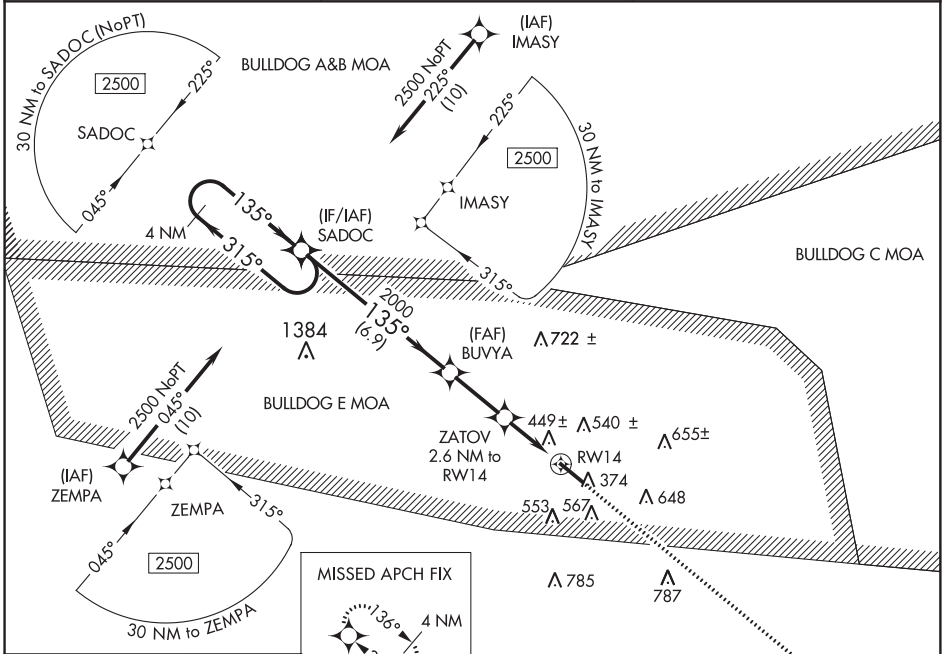 30 NM to SADOC (NoPT)
2500
225°
SADOC
045°
BULLDOG A&B MOA
(IAF)
IMASY
2500 NoPT
225°
(10)
225°
2500
30 NM to IMASY
IMASY
315°
4 NM
135°
315°
(IF/IAF)
SADOC
BULLDOG C MOA
2000
135°
(6.9)
1384
(FAF)
BUVYA
722 ±
BULLDOG E MOA
2500 NoPT
045°
(10)
(IAF)
ZEMPA
ZATOV
2.6 NM to
RW14
449±
540 ±
655±
RW14
374
648
553
567
785
787
ZEMPA
315°
045°
2500
30 NM to ZEMPA
MISSED APCH FIX
136°
4 NM